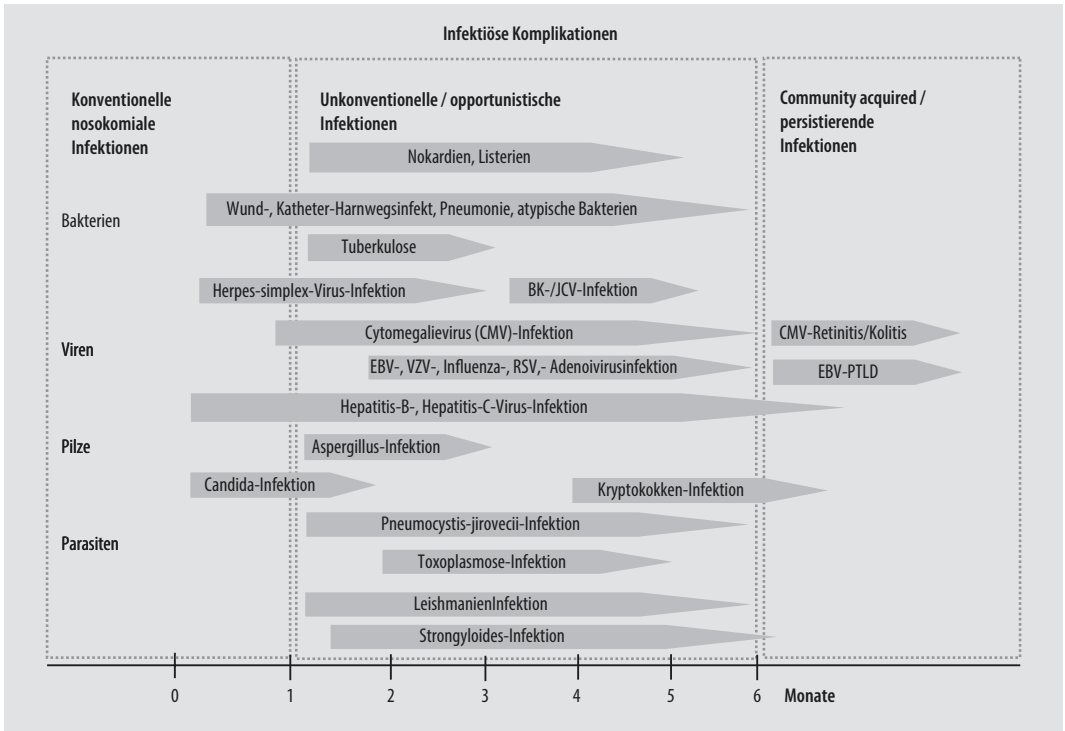 Infektiöse Komplikationen
Konventionelle
nosokomiale
Infektionen
Unkonventionelle / opportunistische
Infektionen
Community acquired /
persistierende
Infektionen
Nokardien, Listerien
Bakterien
Wund-, Katheter-Harnwegsinfekt, Pneumonie, atypische Bakterien
Tuberkulose
Herpes-simplex-Virus-Infektion
BK-/JCV-Infektion
Viren
Cytomegalievirus (CMV)-Infektion
CMV-Retinitis/Kolitis
EBV-, VZV-, Influenza-, RSV,- Adenoivirusinfektion
EBV-PTLD
Hepatitis-B-, Hepatitis-C-Virus-Infektion
Pilze
Aspergillus-Infektion
Candida-Infektion
Kryptokokken-Infektion
Parasiten
Pneumocystis-jirovecii-Infektion
Toxoplasmose-Infektion
LeishmanienInfektion
Strongyloides-Infektion
0 1 2 3 4 5 6 Monate